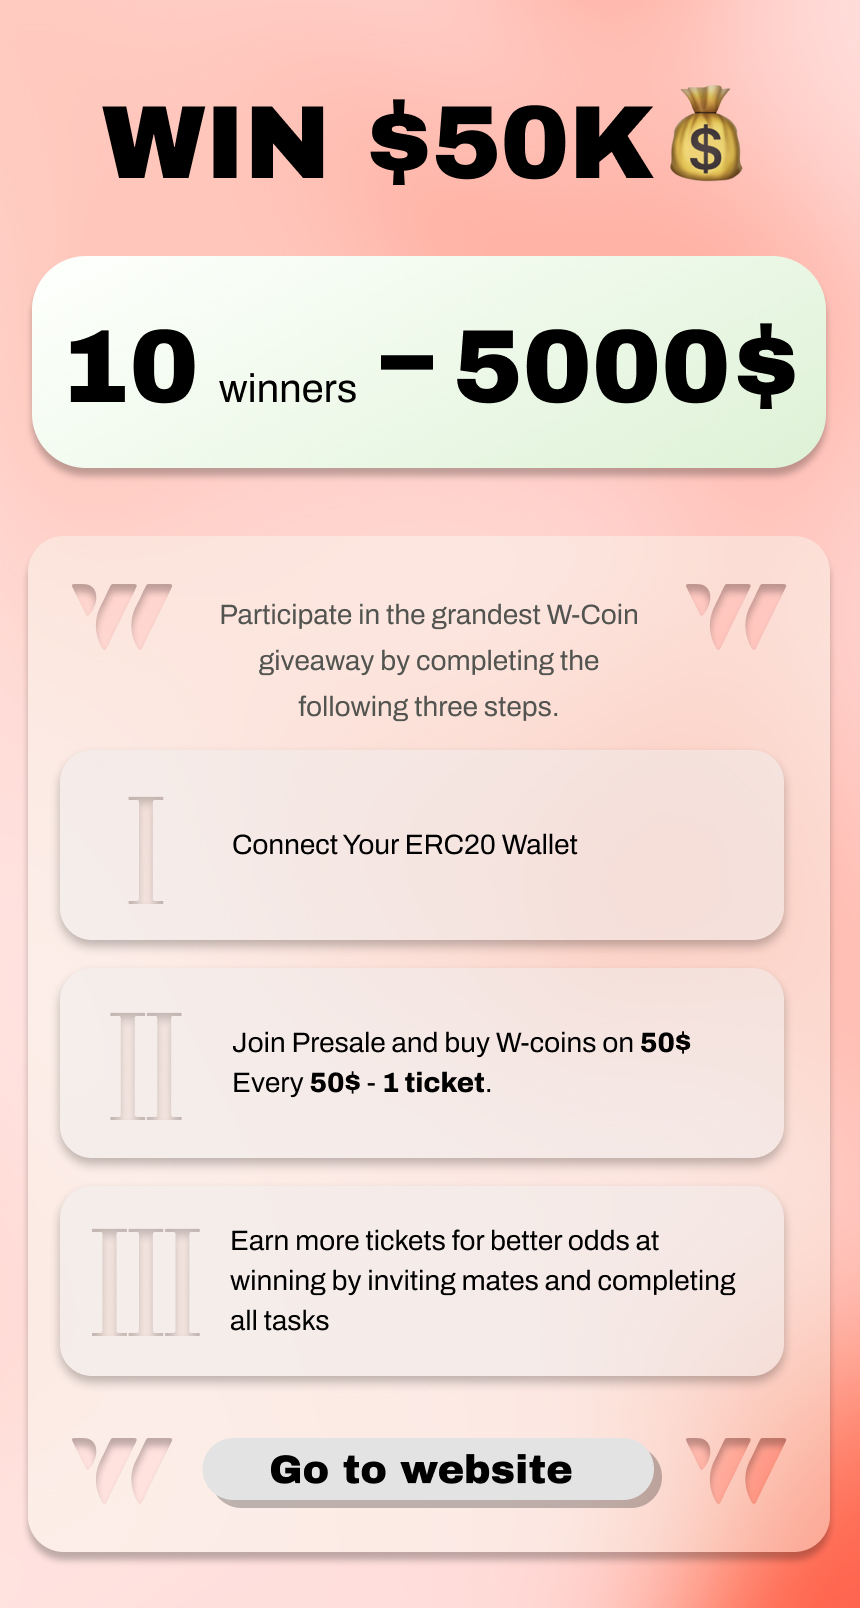 WIN $50K
10 winners – 5000$
Participate in the grandest W-Coin
giveaway by completing the
following three steps.
I
Connect Your ERC20 Wallet
II
Join Presale and buy W-coins on 50$
Every 50$ - 1 ticket.
III
Earn more tickets for better odds at
winning by inviting mates and completing
all tasks
Go to website